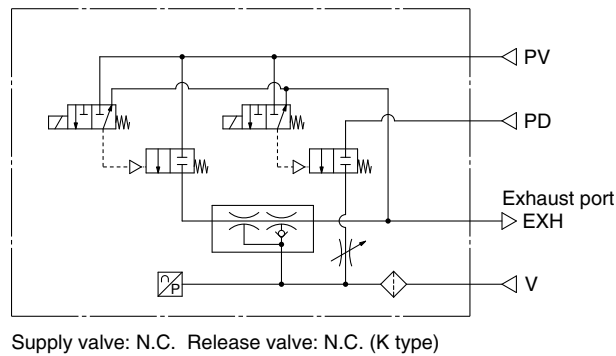 PV
PD
Exhaust port
EXH
P
V
Supply valve: N.C. Release valve: N.C. (K type)